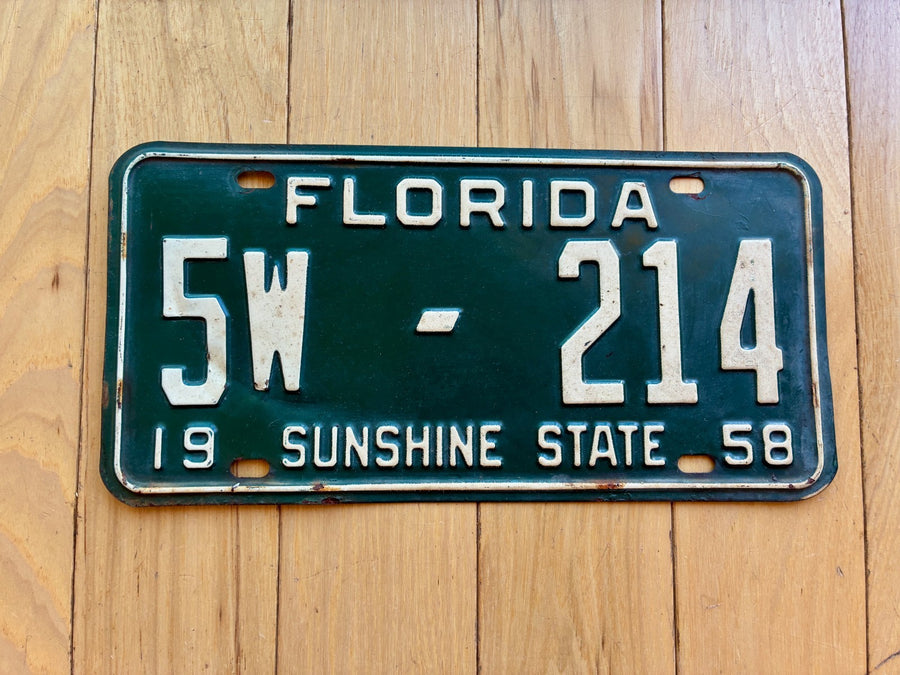 FLORIDA
5W - 214
19 SUNSHINE STATE 58